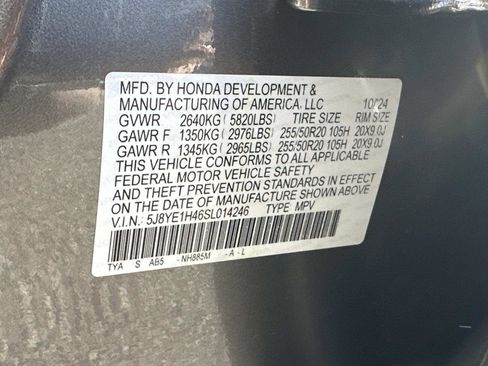 MFD. BY HONDA DEVELOPMENT &
MANUFACTURING OF AMERICA, LLC 10/24
GVWR 2640KG( 5820LBS) TIRE SIZE RIM SIZE
GAWR F 1350KG( 2976LBS) 255/50R20 105H 20X9.0J
GAWR R 1345KG( 2965LBS) 255/50R20 105H 20X9.0J
THIS VEHICLE CONFORMS TO ALL APPLICABLE
FEDERAL MOTOR VEHICLE SAFETY
AND THEFT PREVENTION STANDARDS IN EFFECT
ON THE DATE OF MANUFACTURE SHOWN ABOVE.
V.I.N.: 5J8YE1H46SL014246 TYPE MPV
TYA S AB5 -NH885M -A -L